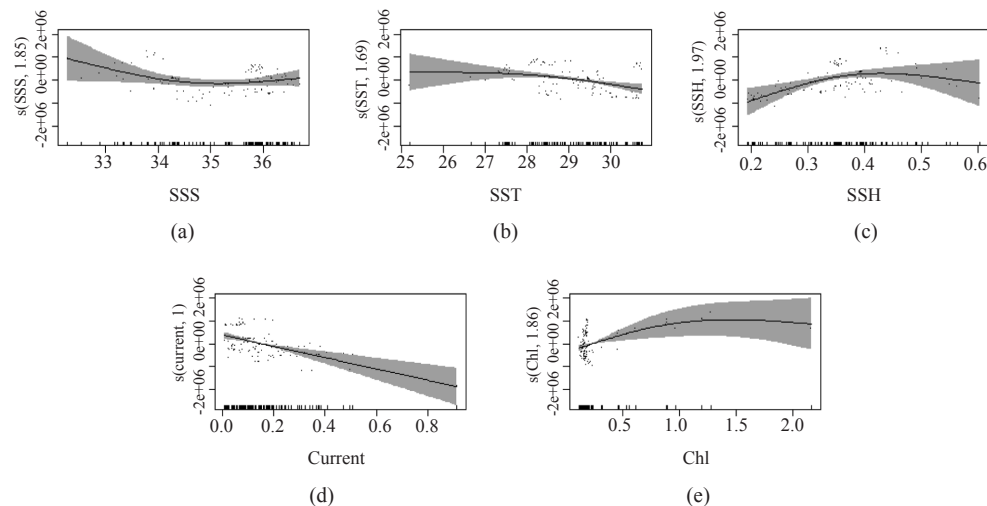 s(SSS, 1.85)
-2e+06 0e+00 2e+06
33 34 35 36
SSS
(a)
s(SST, 1.69)
-2e+06 0e+00 2e+06
25 26 27 28 29 30
SST
(b)
s(SSH, 1.97)
-2e+06 0e+00 2e+06
0.2 0.3 0.4 0.5 0.6
SSH
(c)
s(current, 1)
-2e+06 0e+00 2e+06
0.0 0.2 0.4 0.6 0.8
Current
(d)
s(Chl, 1.86)
-2e+06 0e+00 2e+06
0.5 1.0 1.5 2.0
Chl
(e)